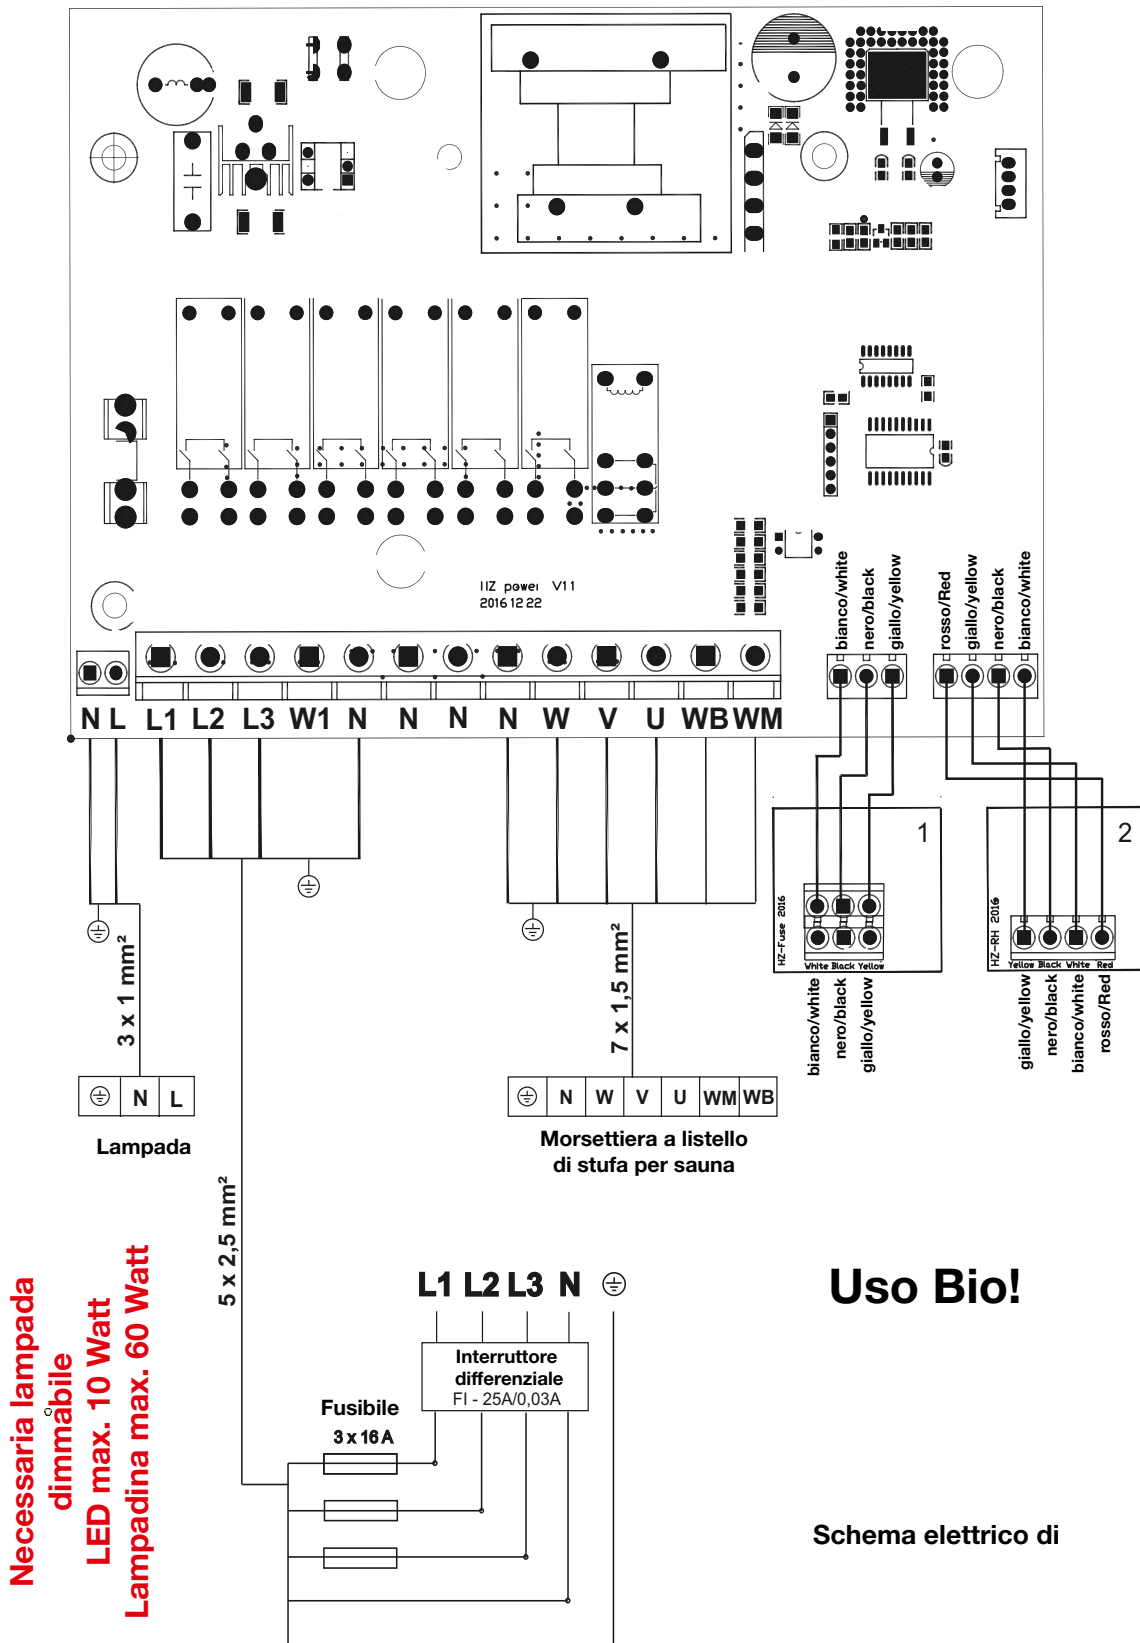 IIZ power V11
2016 12 22
bianco/white
nero/black
giallo/yellow
rosso/Red
giallo/yellow
nero/black
bianco/white
N L L1 L2 L3 W1 N N N N W V U WB WM
1
2
HZ-Fuse 2016
White Black Yellow
HZ-RH 2016
Yellow Black White Red
bianco/white
nero/black
giallo/yellow
giallo/yellow
nero/black
bianco/white
rosso/Red
3 x 1 mm²
7 x 1,5 mm²
N L
Lampada
N W V U WM WB
Morsettiera a listello
di stufa per sauna
5 x 2,5 mm²
L1 L2 L3 N
Interruttore
differenziale
FI - 25A/0,03A
Fusibile
3 x 16 A
Uso Bio!
Necessaria lampada
dimmabile
LED max. 10 Watt
Lampadina max. 60 Watt
Schema elettrico di